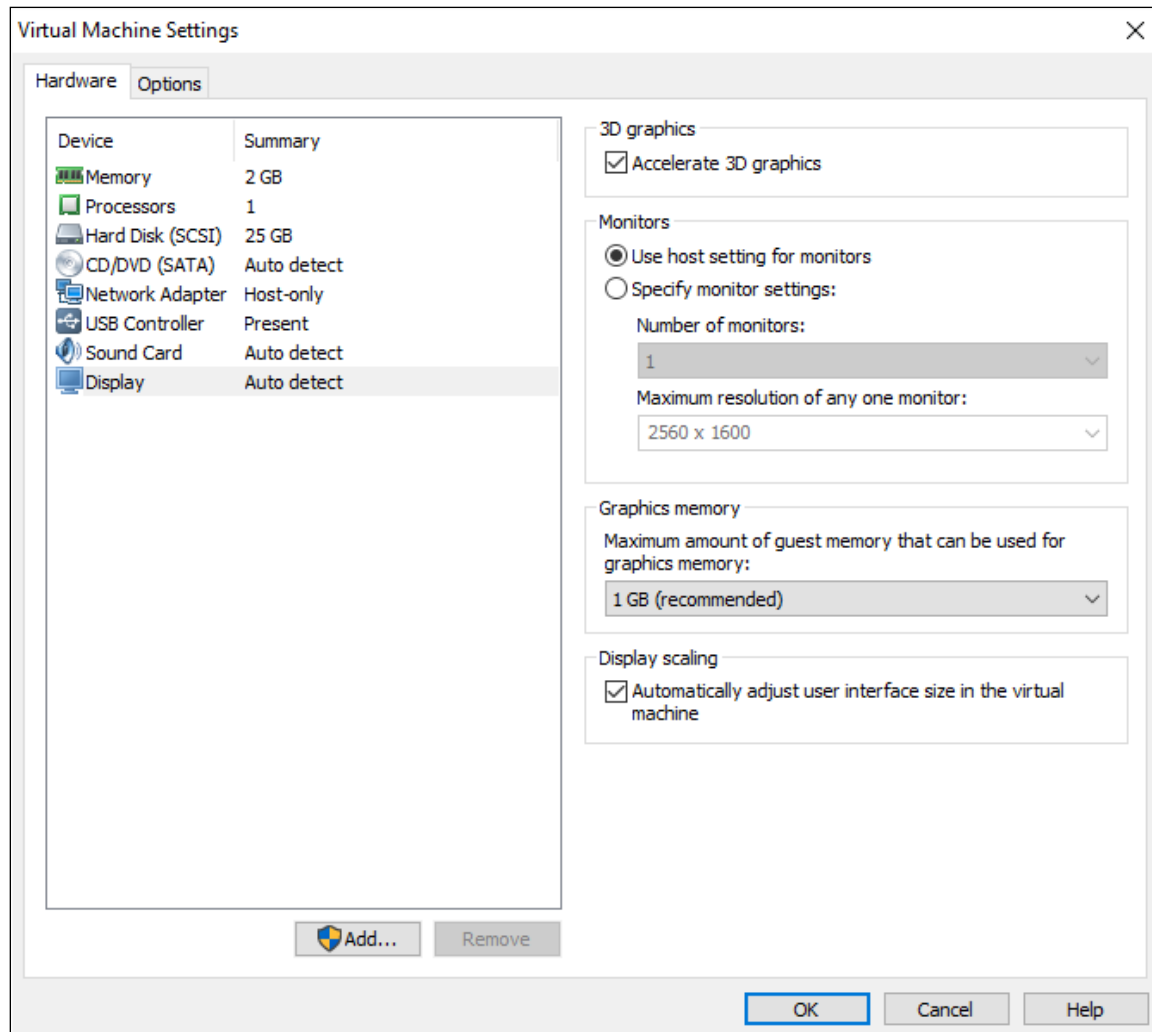 Virtual Machine Settings
Hardware
Options
Device
Summary
Memory
2 GB
Processors
1
Hard Disk (SCSI)
25 GB
CD/DVD (SATA)
Auto detect
Network Adapter
Host-only
USB Controller
Present
Sound Card
Auto detect
Display
Auto detect
Add...
Remove
3D graphics
Accelerate 3D graphics
Monitors
Use host setting for monitors
Specify monitor settings:
Number of monitors:
1
Maximum resolution of any one monitor:
2560 x 1600
Graphics memory
Maximum amount of guest memory that can be used for
graphics memory:
1 GB (recommended)
Display scaling
Automatically adjust user interface size in the virtual
machine
OK
Cancel
Help